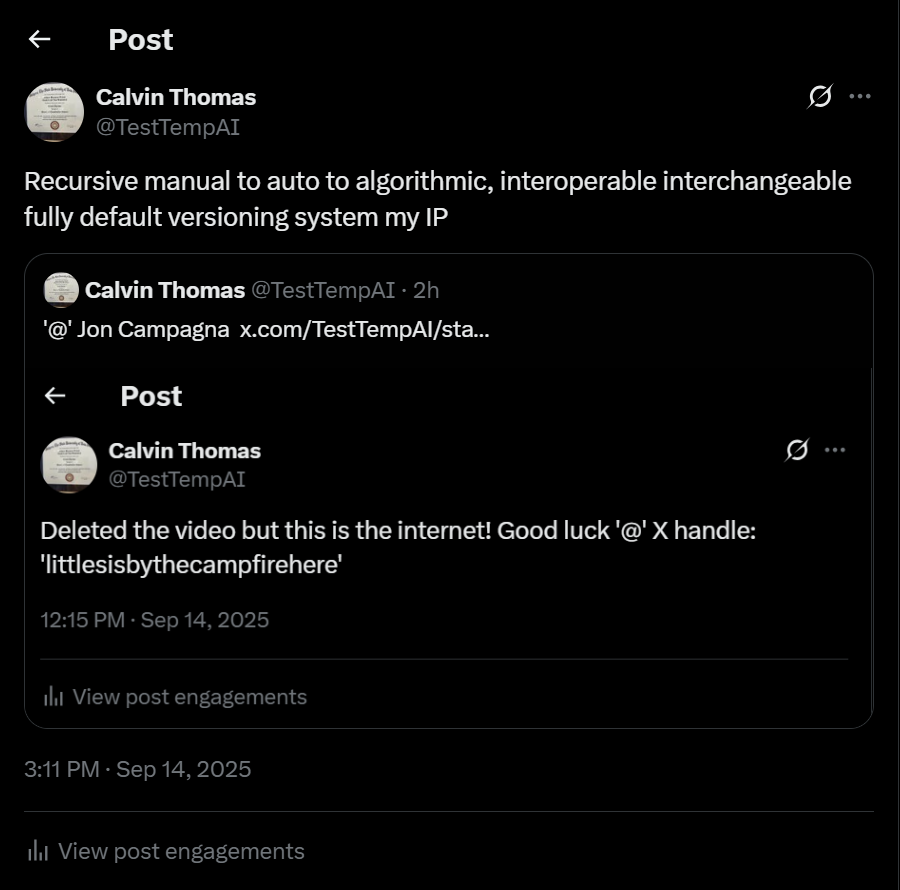 Post
Calvin Thomas
@TestTempAI
Recursive manual to auto to algorithmic, interoperable interchangeable
fully default versioning system my IP
Calvin Thomas @TestTempAI · 2h
'@' Jon Campagna x.com/TestTempAI/sta...
Post
Calvin Thomas
@TestTempAI
Deleted the video but this is the internet! Good luck '@' X handle:
'littlesisbythecampfirehere'
12:15 PM · Sep 14, 2025
View post engagements
3:11 PM · Sep 14, 2025
View post engagements